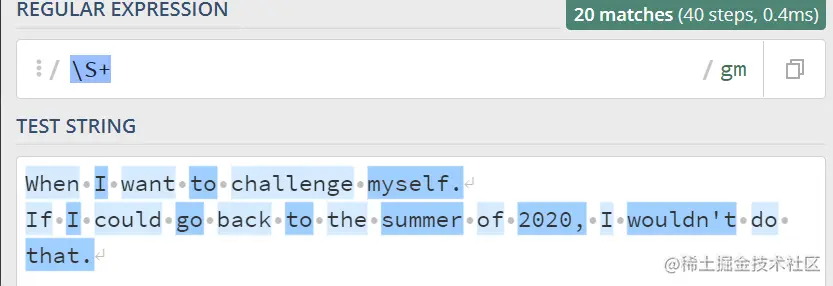 REGULAR EXPRESSION
20 matches (40 steps, 0.4ms)
/ \S+ / gm
TEST STRING
When I want to challenge myself.
If I could go back to the summer of 2020, I wouldn't do
that.
@稀土掘金技术社区